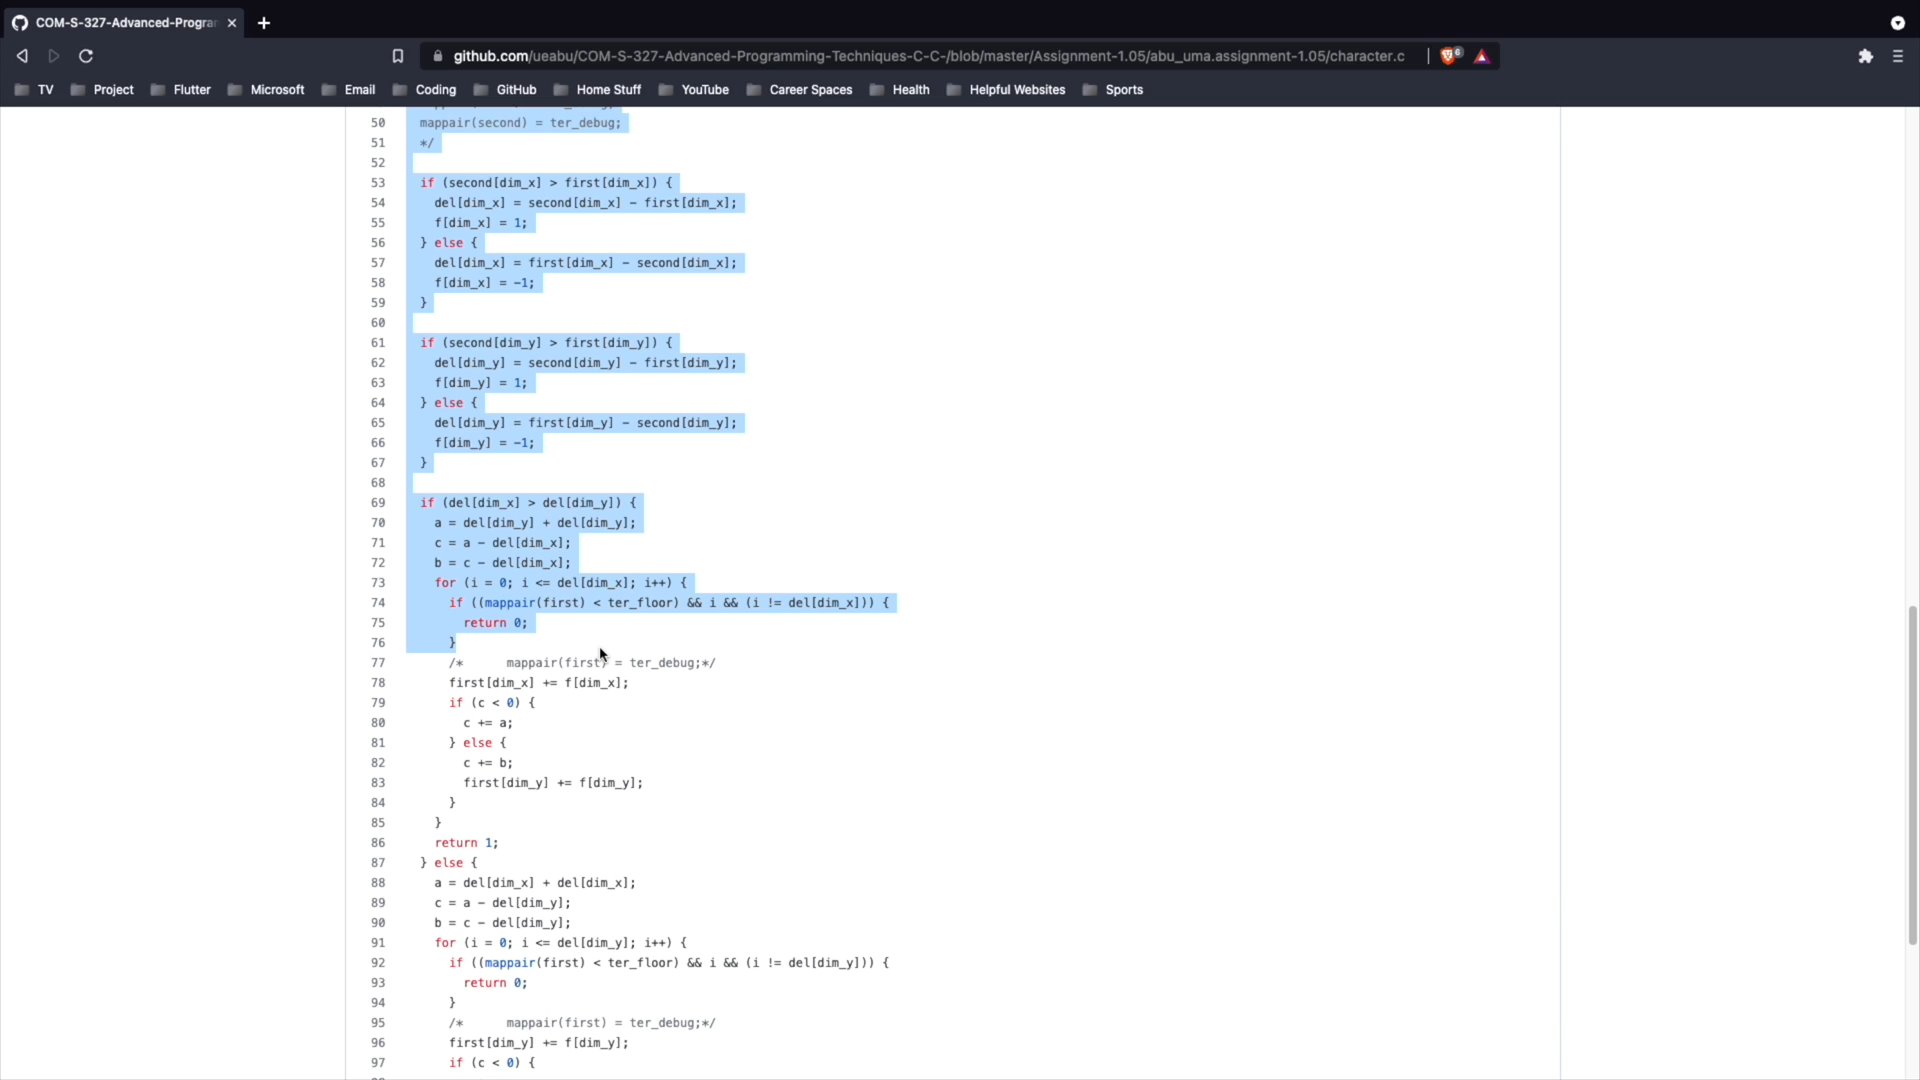 COM-S-327-Advanced-Progra
github.com/ueabu/COM-S-327-Advanced-Programming-Techniques-C-C-/blob/master/Assignment-1.05/abu_uma.assignment-1.05/character.c
6
TV Project Flutter Microsoft Email Coding GitHub Home Stuff YouTube Career Spaces Health Helpful Websites Sports
50 mappair(second) = ter_debug;
51 */
52
53 if (second[dim_x] > first[dim_x]) {
54 del[dim_x] = second[dim_x] - first[dim_x];
55 f[dim_x] = 1;
56 } else {
57 del[dim_x] = first[dim_x] - second[dim_x];
58 f[dim_x] = -1;
59 }
60
61 if (second[dim_y] > first[dim_y]) {
62 del[dim_y] = second[dim_y] - first[dim_y];
63 f[dim_y] = 1;
64 } else {
65 del[dim_y] = first[dim_y] - second[dim_y];
66 f[dim_y] = -1;
67 }
68
69 if (del[dim_x] > del[dim_y]) {
70 a = del[dim_y] + del[dim_y];
71 c = a - del[dim_x];
72 b = c - del[dim_x];
73 for (i = 0; i <= del[dim_x]; i++) {
74 if ((mappair(first) < ter_floor) && i && (i != del[dim_x])) {
75 return 0;
76 }
77 /* mappair(first) = ter_debug;*/
78 first[dim_x] += f[dim_x];
79 if (c < 0) {
80 c += a;
81 } else {
82 c += b;
83 first[dim_y] += f[dim_y];
84 }
85 }
86 return 1;
87 } else {
88 a = del[dim_x] + del[dim_x];
89 c = a - del[dim_y];
90 b = c - del[dim_y];
91 for (i = 0; i <= del[dim_y]; i++) {
92 if ((mappair(first) < ter_floor) && i && (i != del[dim_y])) {
93 return 0;
94 }
95 /* mappair(first) = ter_debug;*/
96 first[dim_y] += f[dim_y];
97 if (c < 0) {